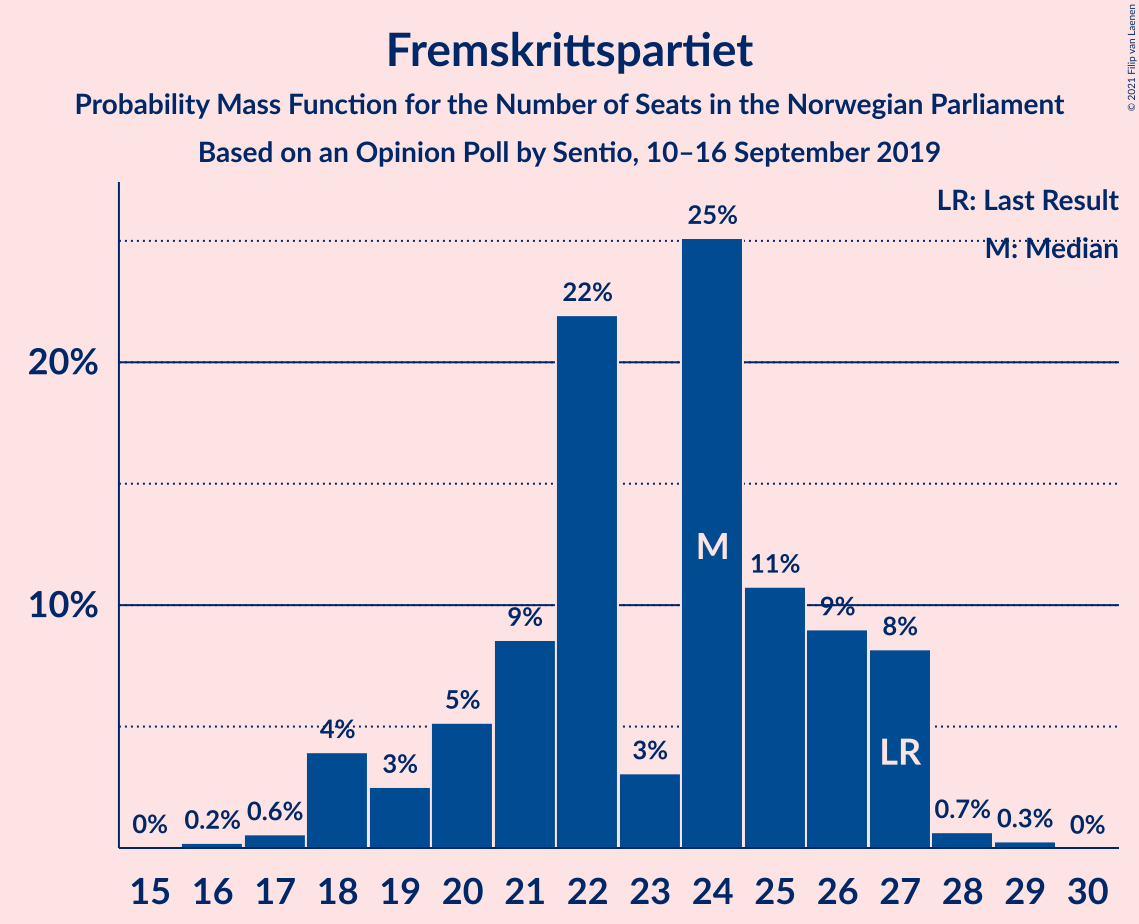 Fremskrittspartiet
Probability Mass Function for the Number of Seats in the Norwegian Parliament
Based on an Opinion Poll by Sentio, 10–16 September 2019
© 2021 Filip van Laenen
LR: Last Result
M: Median
20%
10%
0%
0.2%
0.6%
4%
3%
5%
9%
22%
3%
25%
11%
9%
8%
0.7%
0.3%
0%
M
LR
15 16 17 18 19 20 21 22 23 24 25 26 27 28 29 30